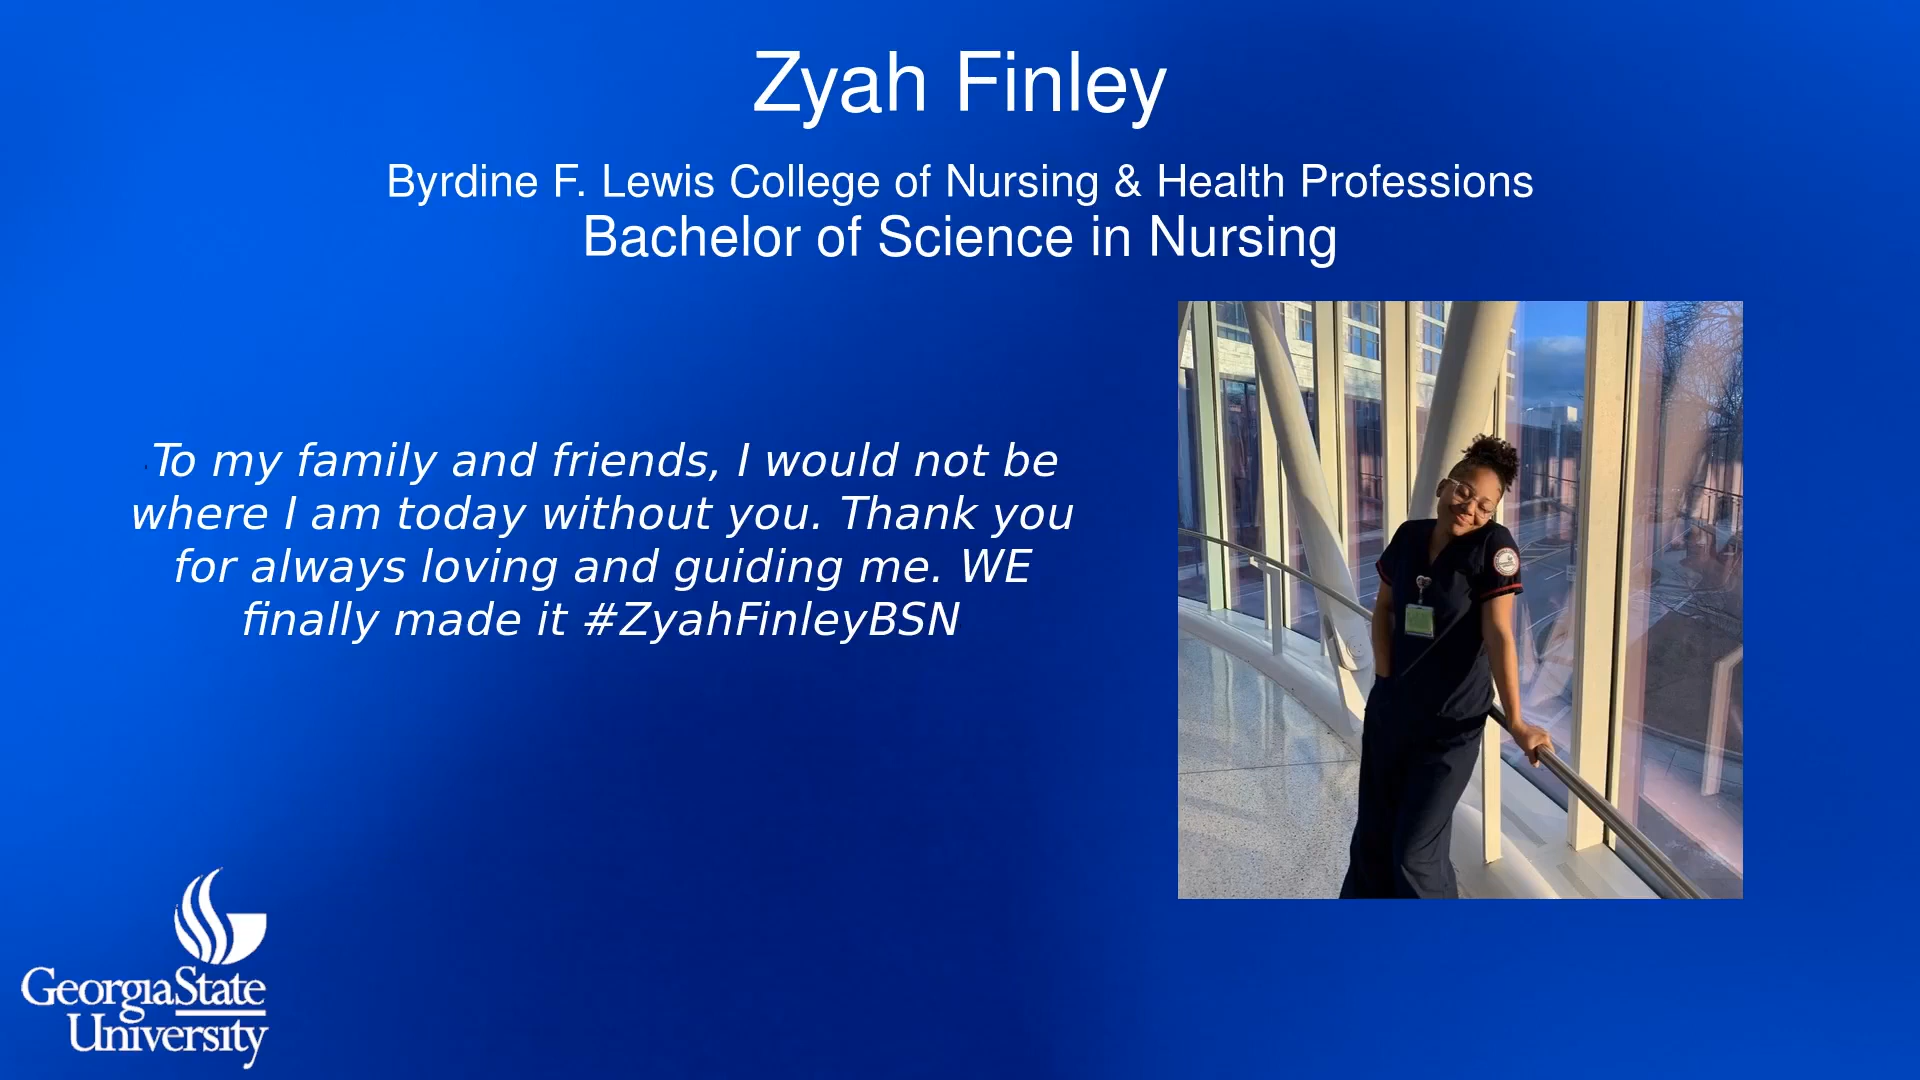 Zyah Finley
Byrdine F. Lewis College of Nursing & Health Professions
Bachelor of Science in Nursing
To my family and friends, I would not be
where I am today without you. Thank you
for always loving and guiding me. WE
finally made it #ZyahFinleyBSN
GeorgiaState
University